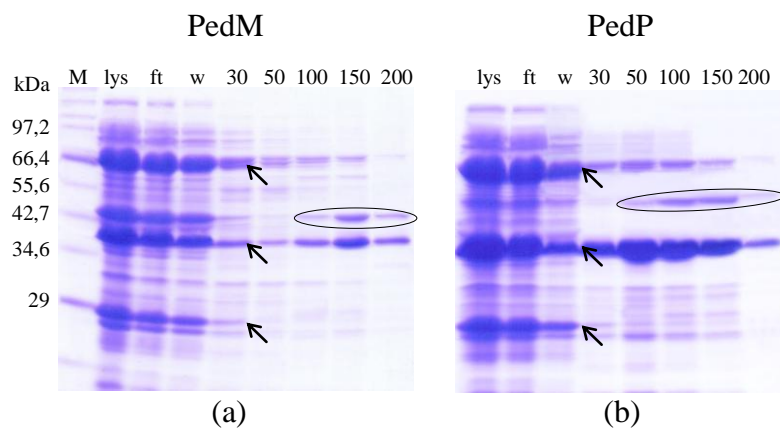 PedM
PedP
kDa M lys ft w 30 50 100 150 200
lys ft w 30 50 100 150 200
97,2
66,4
55,6
42,7
34,6
29
(a)
(b)